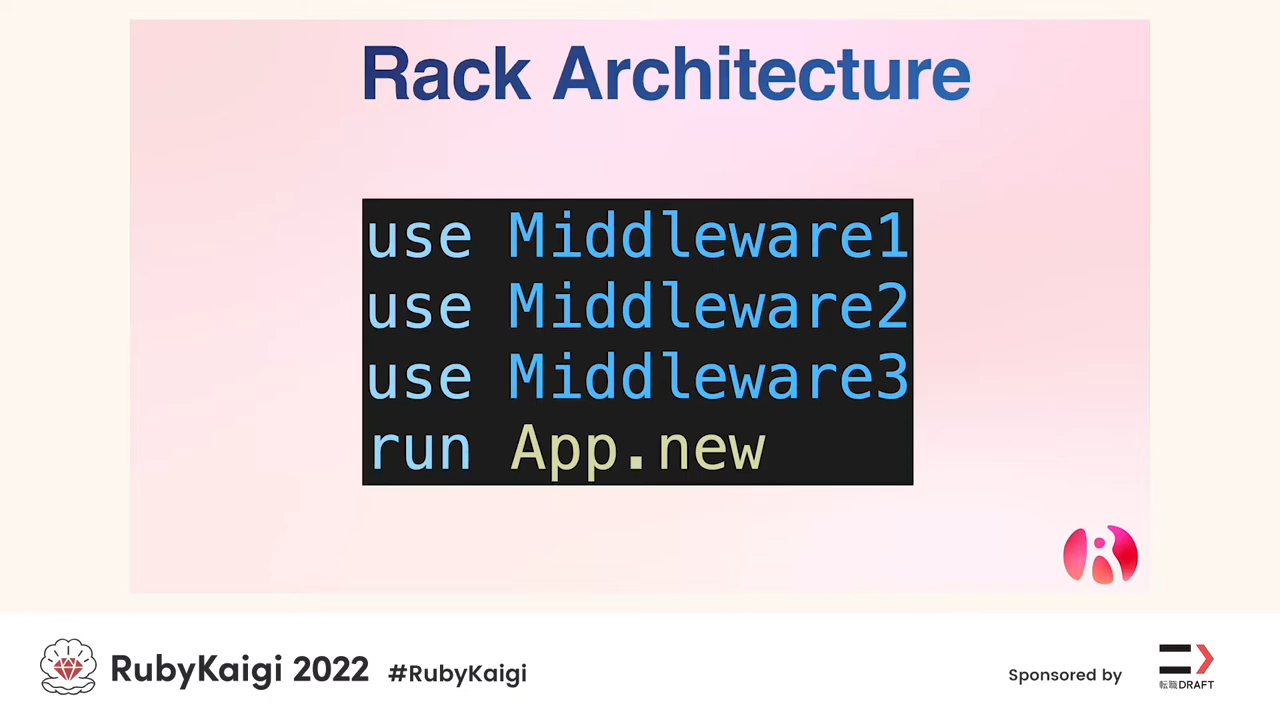 Rack Architecture
use Middleware1
use Middleware2
use Middleware3
run App.new
RubyKaigi 2022 #RubyKaigi
Sponsored by
転職DRAFT